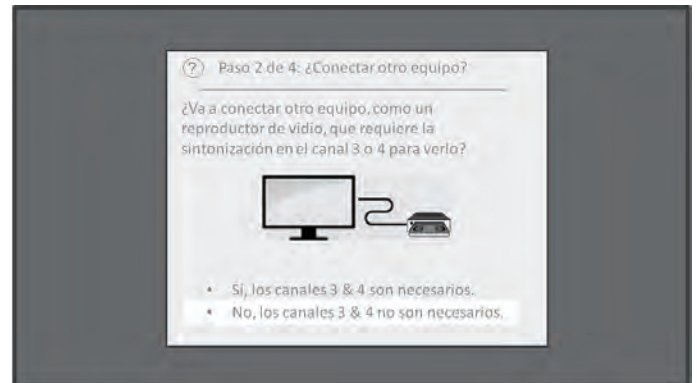 ? Paso 2 de 4: ¿Conectar otro equipo?
¿Va a conectar otro equipo, como un
reproductor de vidio, que requiere la
sintonización en el canal 3 o 4 para verlo?
• Sí, los canales 3 & 4 son necesarios.
• No, los canales 3 & 4 no son necesarios.